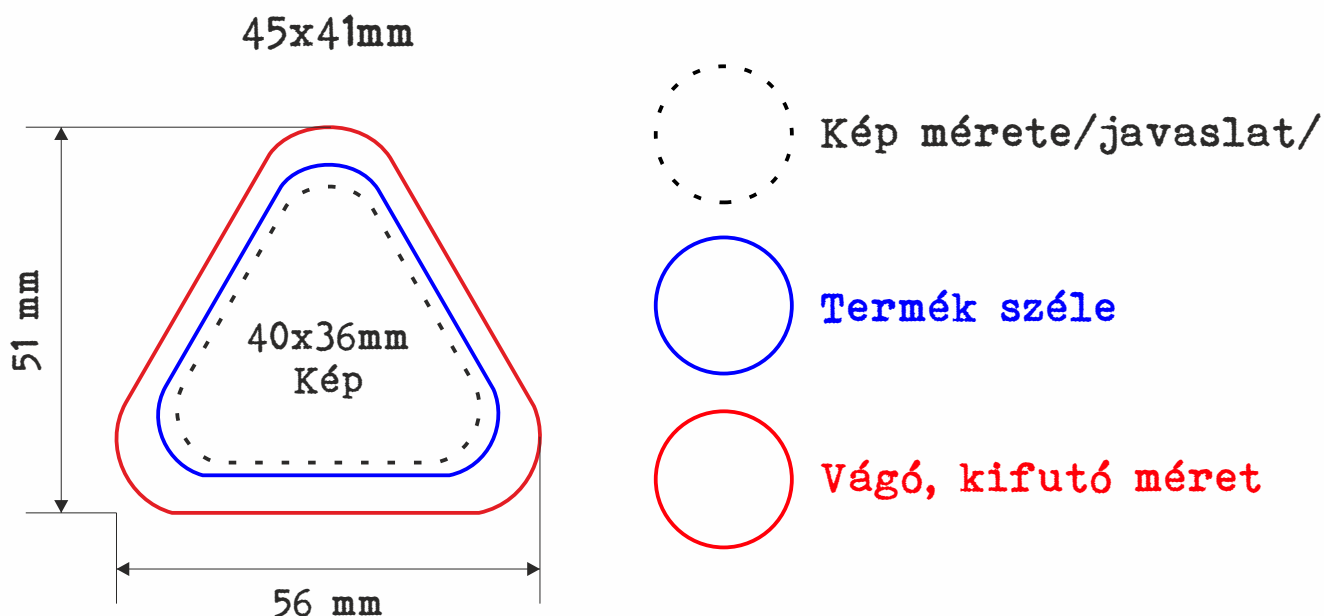 45x41mm
Kép mérete/javaslat/
51 mm
40x36mm
Kép
Termék széle
Vágó, kifutó méret
56 mm